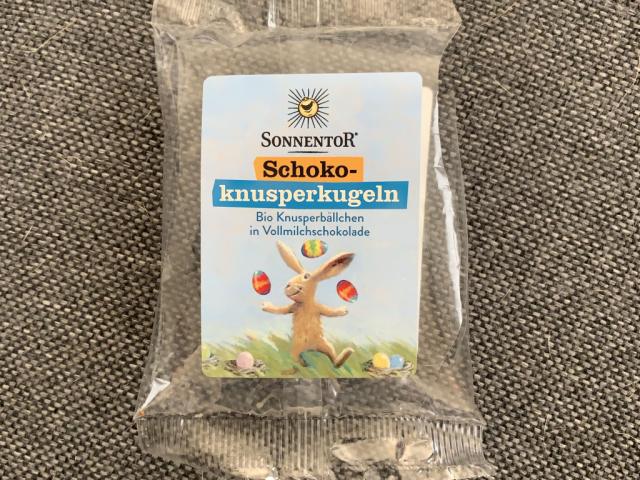 SONNENTOR®
Schoko-
knusperkugeln
Bio Knusperbällchen
in Vollmilchschokolade